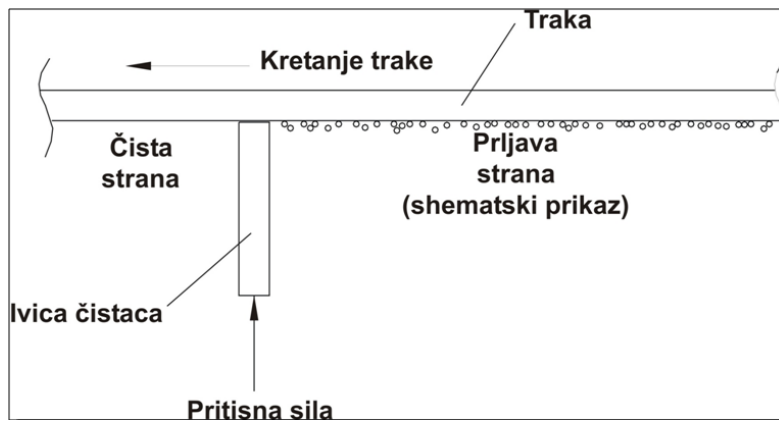 Traka
Kretanje trake
Čista
strana
Prljava
strana
(shematski prikaz)
Ivica čistaca
Pritisna sila